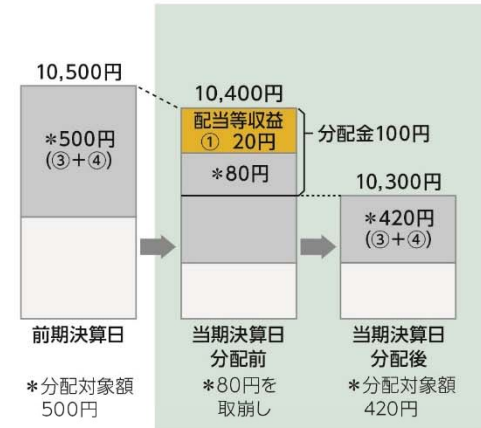 10,500円
*500円
(③+④)
前期決算日
*分配対象額
500円
10,400円
配当等収益
① 20円
*80円
分配金100円
当期決算日
分配前
*80円を
取崩し
10,300円
*420円
(③+④)
当期決算日
分配後
*分配対象額
420円